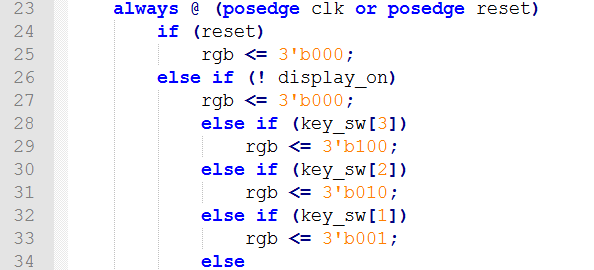 23 always @ (posedge clk or posedge reset)
24 if (reset)
25 rgb <= 3'b000;
26 else if (! display_on)
27 rgb <= 3'b000;
28 else if (key_sw[3])
29 rgb <= 3'b100;
30 else if (key_sw[2])
31 rgb <= 3'b010;
32 else if (key_sw[1])
33 rgb <= 3'b001;
34 else